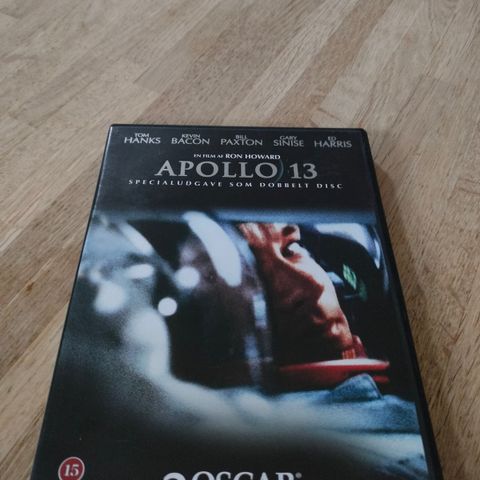 TOM HANKS KEVIN BACON BILL PAXTON GARY SINISE ED HARRIS
EN FILM AF RON HOWARD
APOLLO 13
SPECIALUDGAVE SOM DOBBELT DISC
15
OSCAR